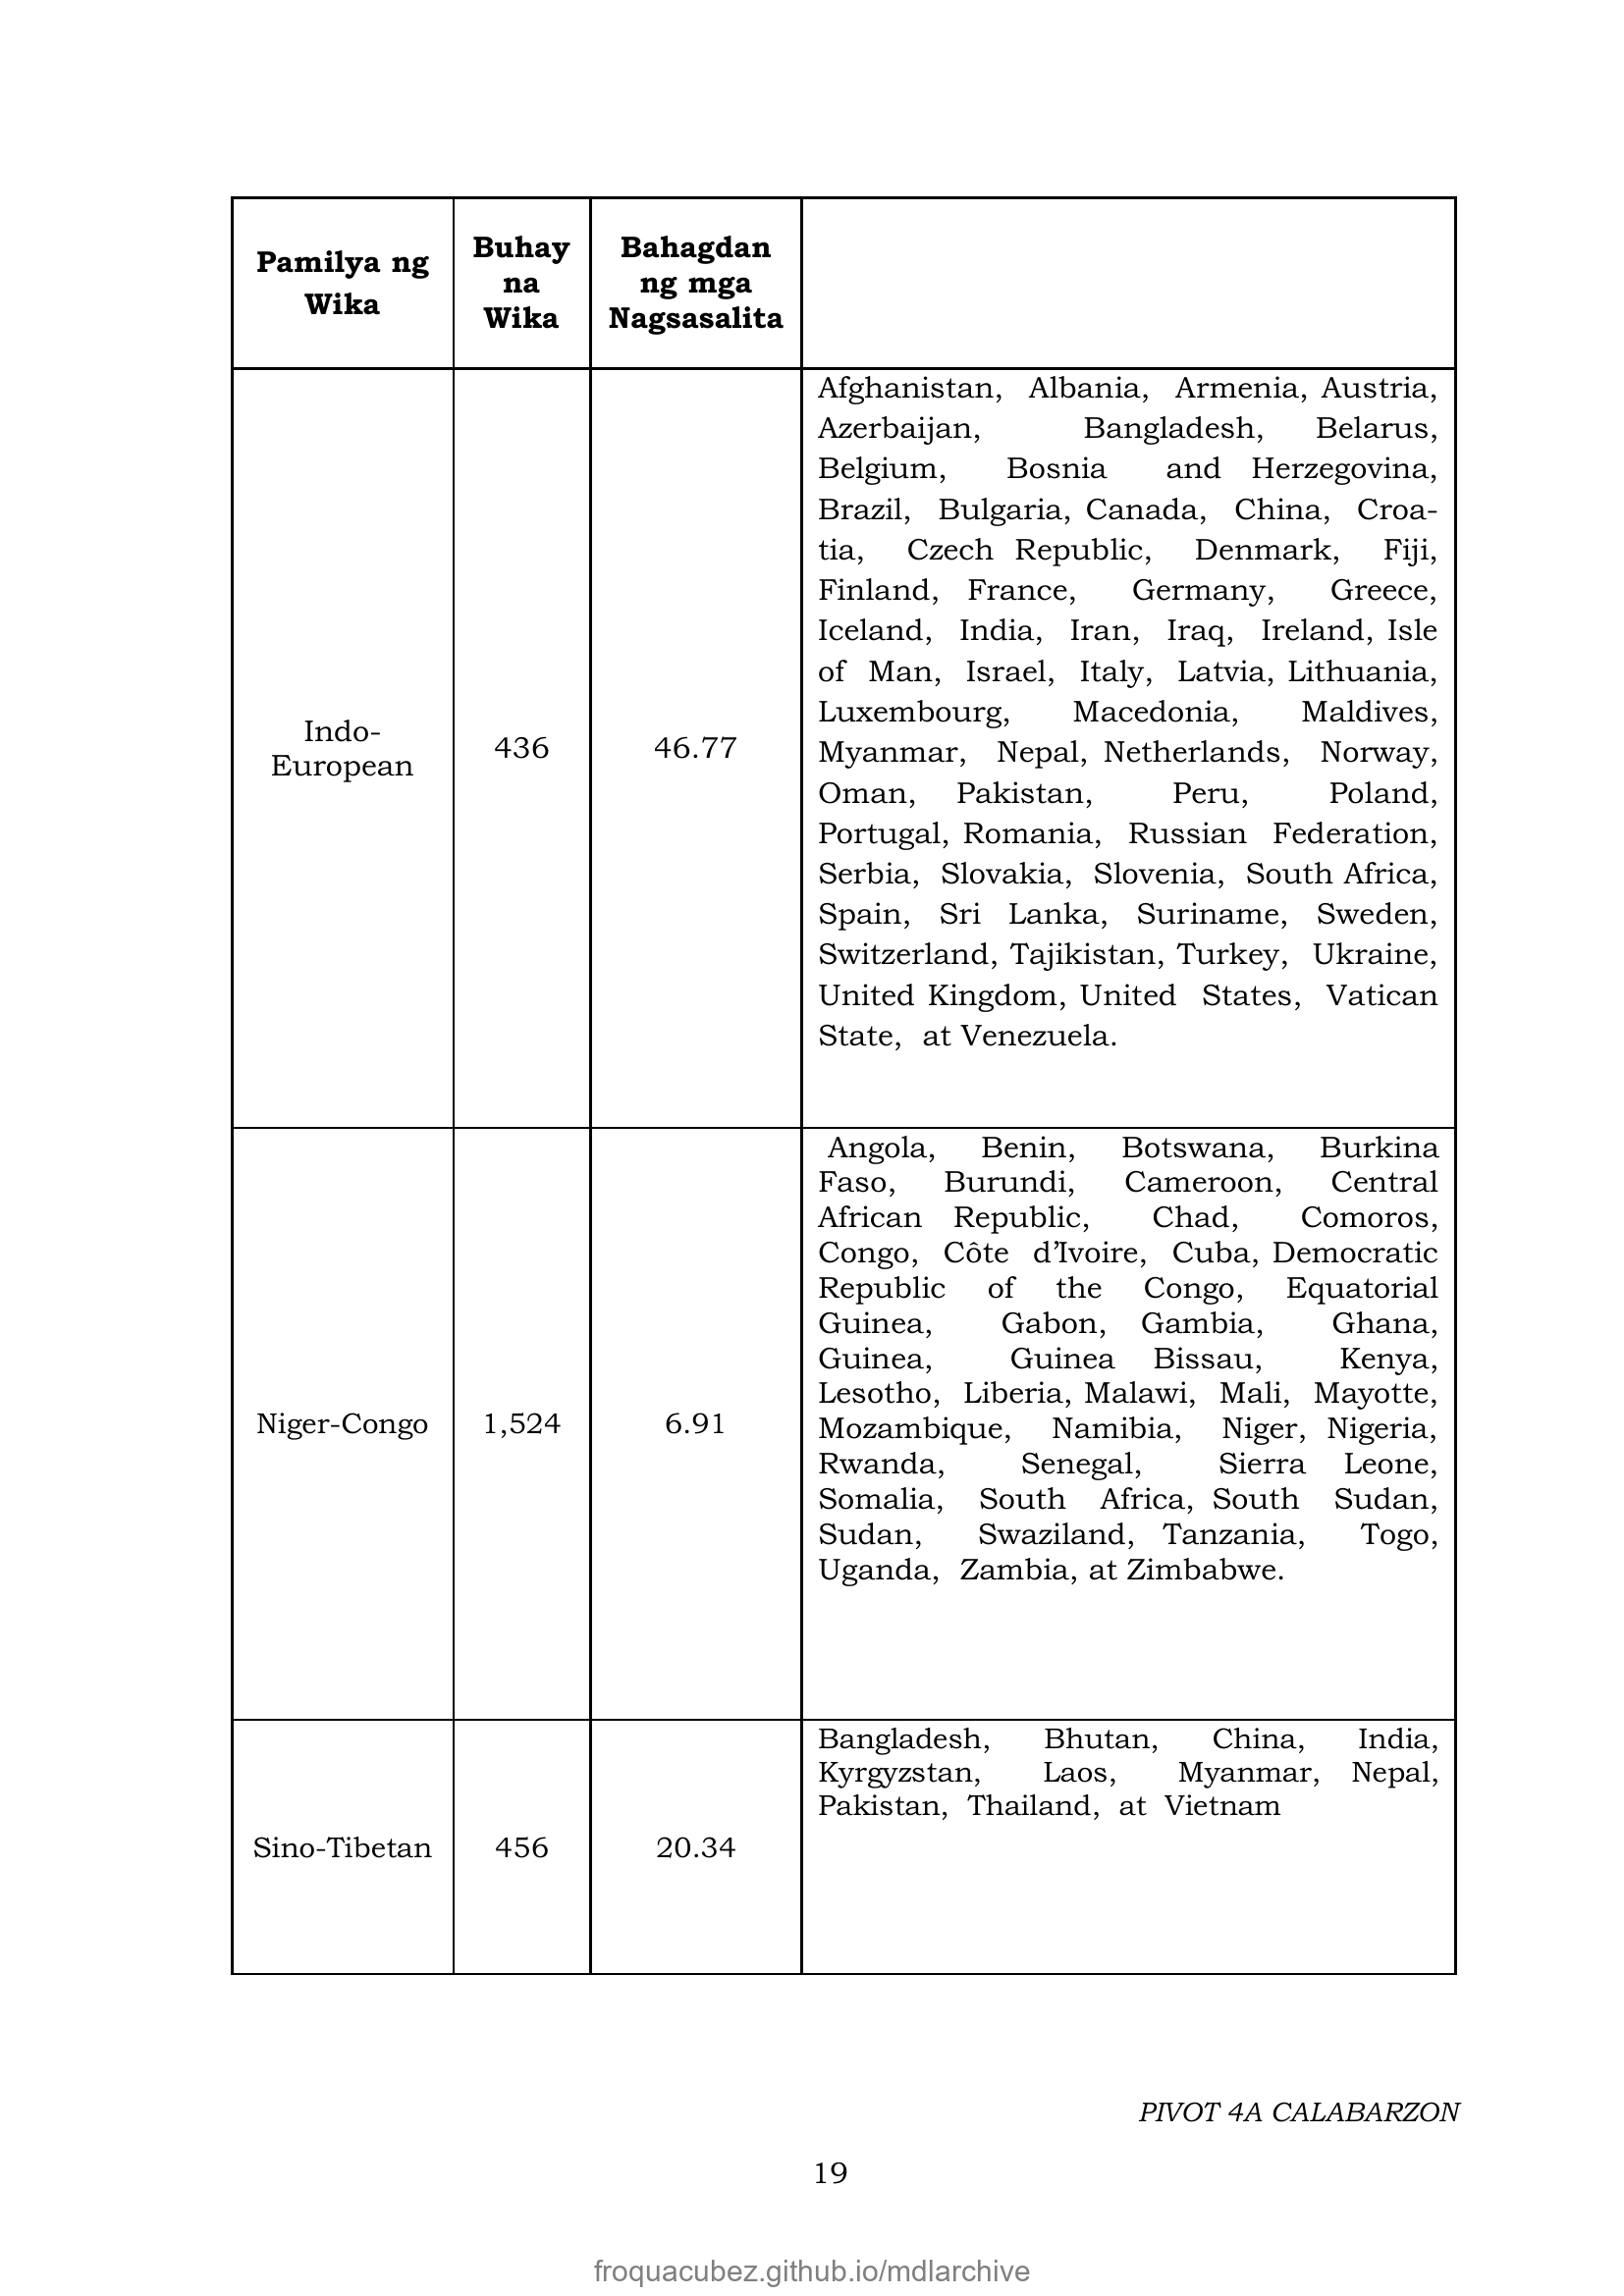 Pamilya ng
Wika
Buhay
na
Wika
Bahagdan
ng mga
Nagsasalita
Indo-
European
436
46.77
Afghanistan, Albania, Armenia, Austria,
Azerbaijan, Bangladesh, Belarus,
Belgium, Bosnia and Herzegovina,
Brazil, Bulgaria, Canada, China, Croa-
tia, Czech Republic, Denmark, Fiji,
Finland, France, Germany, Greece,
Iceland, India, Iran, Iraq, Ireland, Isle
of Man, Israel, Italy, Latvia, Lithuania,
Luxembourg, Macedonia, Maldives,
Myanmar, Nepal, Netherlands, Norway,
Oman, Pakistan, Peru, Poland,
Portugal, Romania, Russian Federation,
Serbia, Slovakia, Slovenia, South Africa,
Spain, Sri Lanka, Suriname, Sweden,
Switzerland, Tajikistan, Turkey, Ukraine,
United Kingdom, United States, Vatican
State, at Venezuela.
Niger-Congo
1,524
6.91
Angola, Benin, Botswana, Burkina
Faso, Burundi, Cameroon, Central
African Republic, Chad, Comoros,
Congo, Côte d’Ivoire, Cuba, Democratic
Republic of the Congo, Equatorial
Guinea, Gabon, Gambia, Ghana,
Guinea, Guinea Bissau, Kenya,
Lesotho, Liberia, Malawi, Mali, Mayotte,
Mozambique, Namibia, Niger, Nigeria,
Rwanda, Senegal, Sierra Leone,
Somalia, South Africa, South Sudan,
Sudan, Swaziland, Tanzania, Togo,
Uganda, Zambia, at Zimbabwe.
Sino-Tibetan
456
20.34
Bangladesh, Bhutan, China, India,
Kyrgyzstan, Laos, Myanmar, Nepal,
Pakistan, Thailand, at Vietnam
PIVOT 4A CALABARZON
19
froquacubez.github.io/mdlarchive